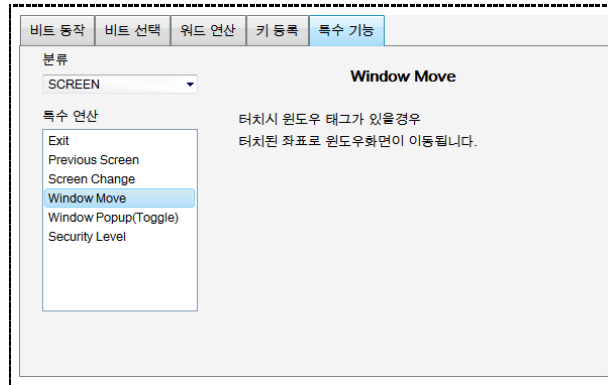 비트 동작 비트 선택 워드 연산 키 등록 특수 기능
분류
SCREEN
Window Move
특수 연산
터치시 윈도우 태그가 있을경우
터치된 좌표로 윈도우화면이 이동됩니다.
Exit
Previous Screen
Screen Change
Window Move
Window Popup(Toggle)
Security Level